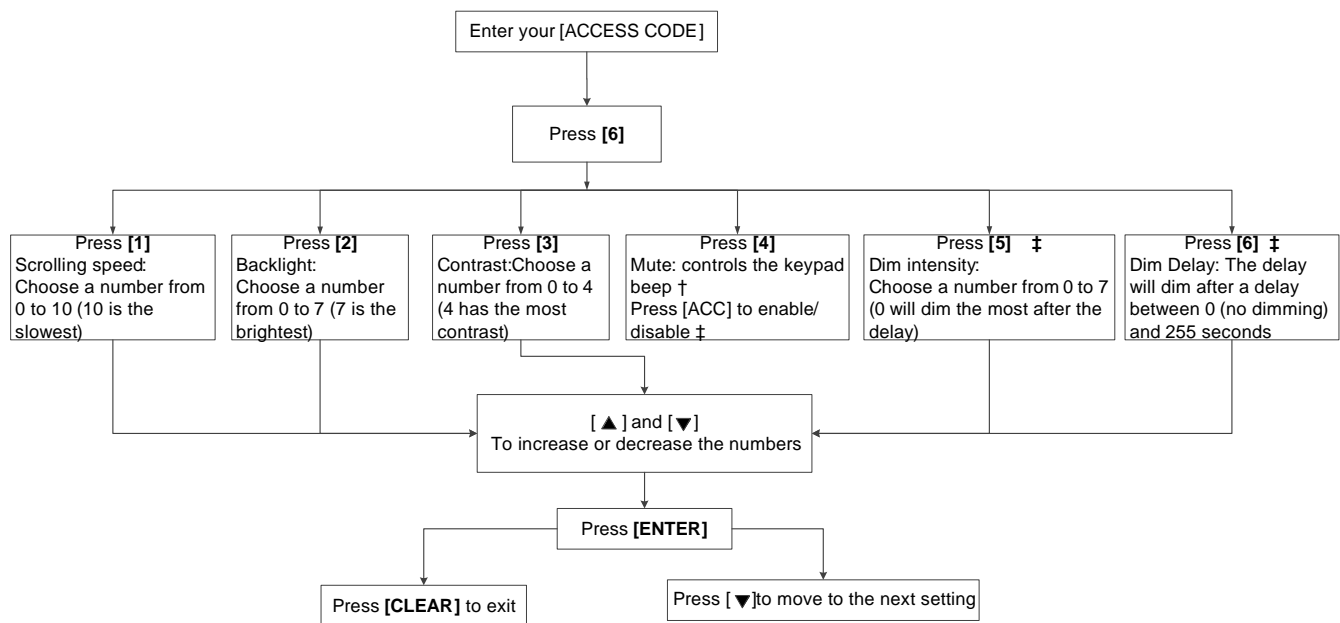 Enter your [ACCESS CODE]
Press [6]
Press [1]
Scrolling speed:
Choose a number from
0 to 10 (10 is the
slowest)
Press [2]
Backlight:
Choose a number
from 0 to 7 (7 is the
brightest)
Press [3]
Contrast:Choose a
number from 0 to 4
(4 has the most
contrast)
Press [4]
Mute: controls the keypad
beep †
Press [ACC] to enable/
disable ‡
Press [5] ‡
Dim intensity:
Choose a number from 0 to 7
(0 will dim the most after the
delay)
Press [6] ‡
Dim Delay: The delay
will dim after a delay
between 0 (no dimming)
and 255 seconds
[ ▲ ] and [ ▼ ]
To increase or decrease the numbers
Press [ENTER]
Press [CLEAR] to exit
Press [ ▼]to move to the next setting